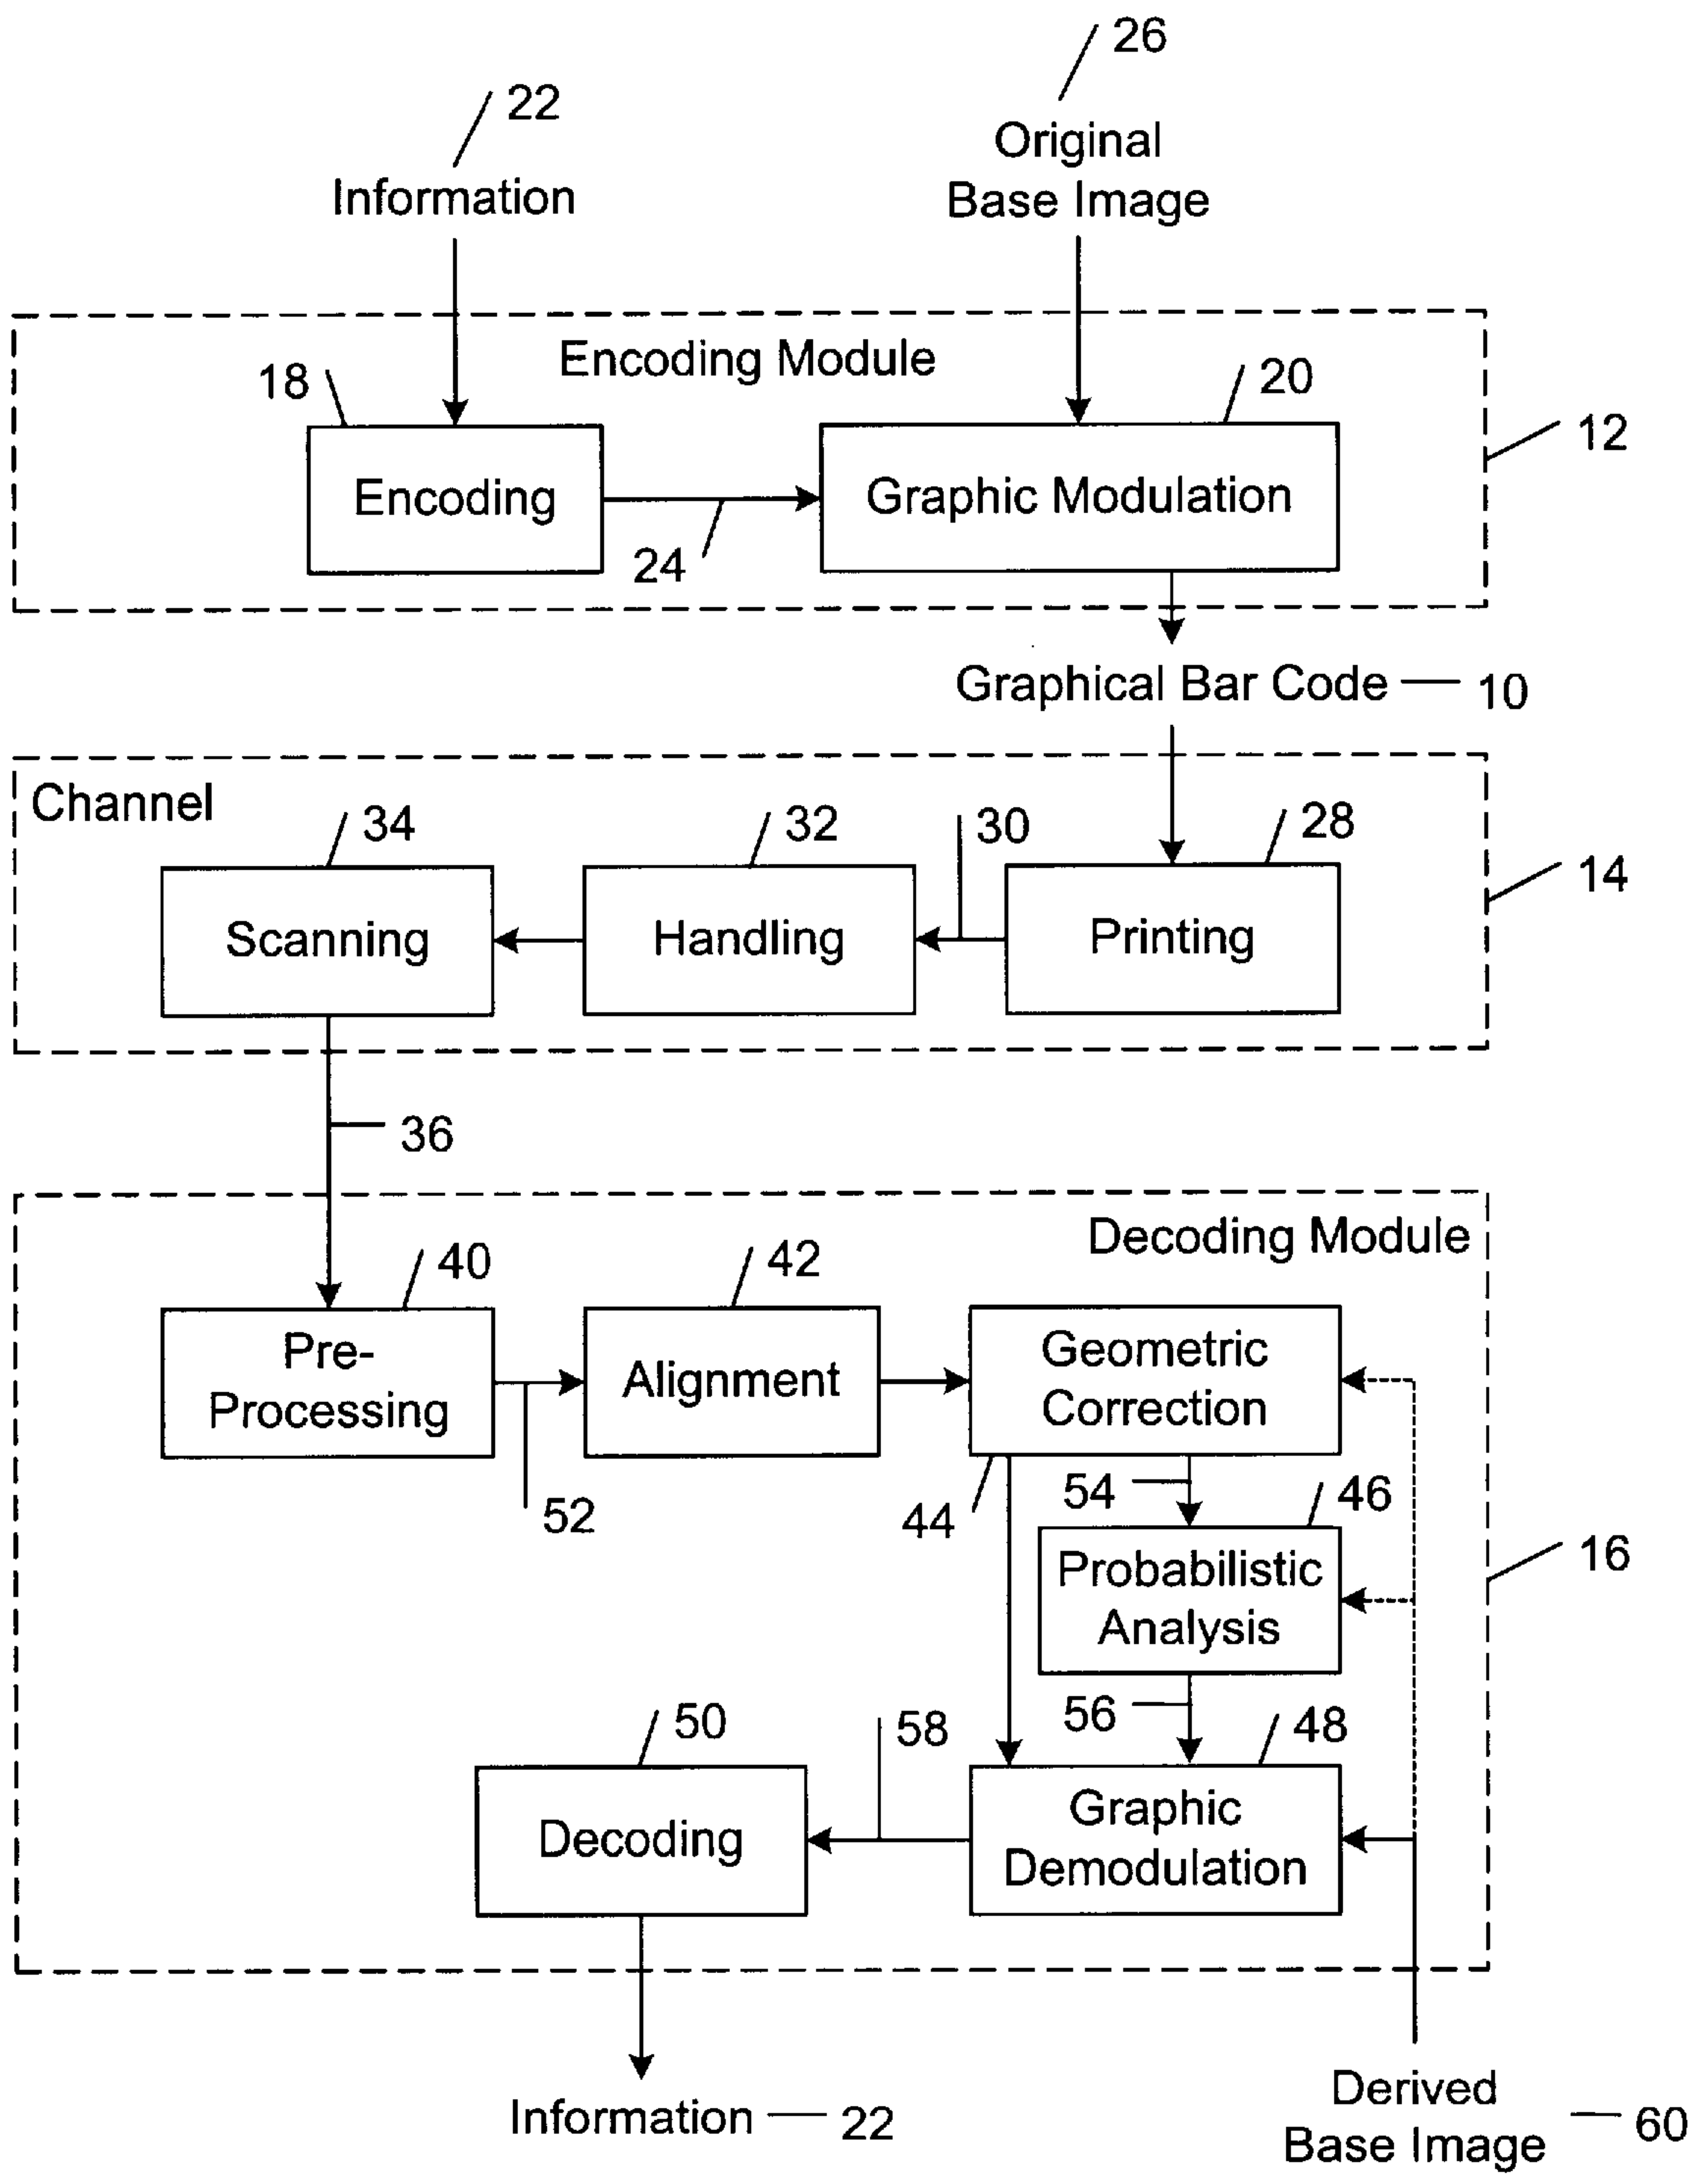 26
22
Original
Base Image
Information
Encoding Module
18
20
12
Encoding
Graphic Modulation
24
Graphical Bar Code
10
Channel
34
32
30
28
14
Scanning
Handling
Printing
36
Decoding Module
40
42
Pre-
Processing
Alignment
Geometric
Correction
52
44
54
46
16
Probabilistic
Analysis
56
50
58
48
Decoding
Graphic
Demodulation
Information
22
Derived
Base Image
60